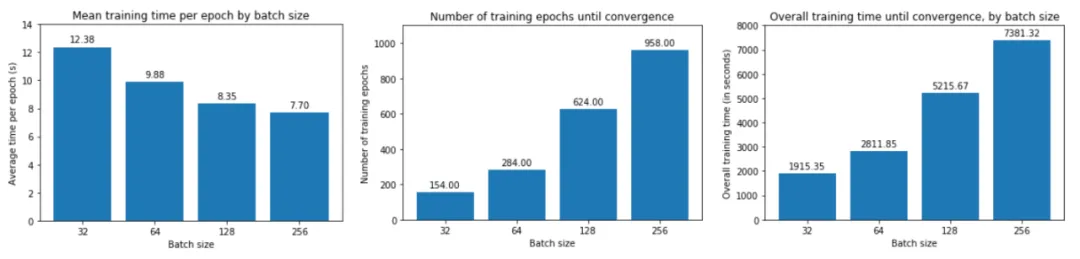 Mean training time per epoch by batch size
Average time per epoch (s)
14
12
10
8
6
4
2
0
12.38
9.88
8.35
7.70
32 64 128 256
Batch size
Number of training epochs until convergence
Number of training epochs
1000
800
600
400
200
0
154.00
284.00
624.00
958.00
32 64 128 256
Batch size
Overall training time until convergence, by batch size
Overall training time (in seconds)
8000
7000
6000
5000
4000
3000
2000
1000
0
1915.35
2811.85
5215.67
7381.32
32 64 128 256
Batch size